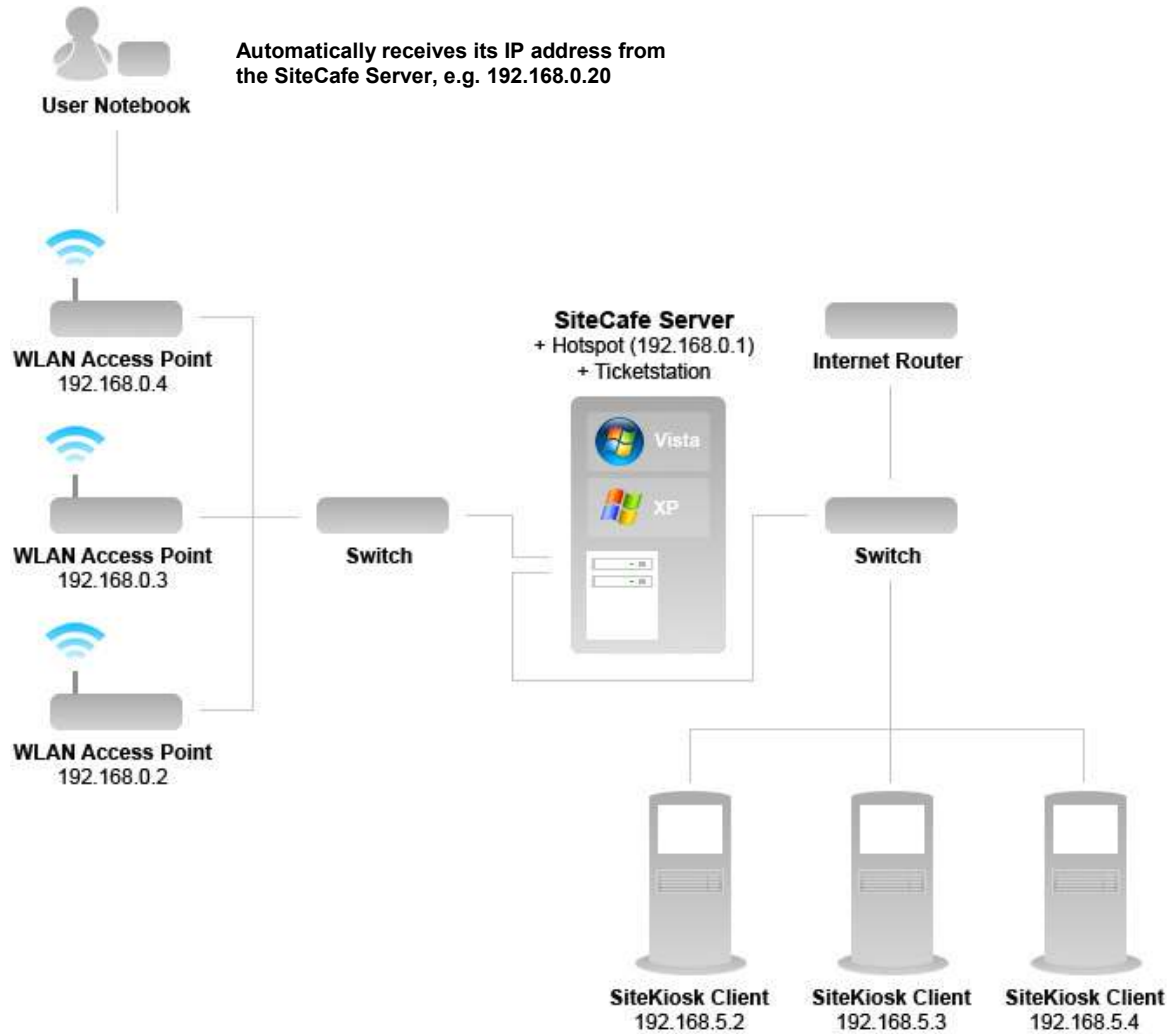 Automatically receives its IP address from
the SiteCafe Server, e.g. 192.168.0.20
User Notebook
WLAN Access Point
192.168.0.4
SiteCafe Server
+ Hotspot (192.168.0.1)
+ Ticketstation
Internet Router
Vista
XP
WLAN Access Point
192.168.0.3
Switch
Switch
WLAN Access Point
192.168.0.2
SiteKiosk Client
192.168.5.2
SiteKiosk Client
192.168.5.3
SiteKiosk Client
192.168.5.4